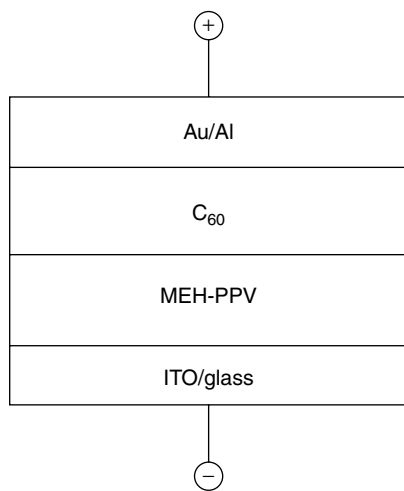 +
Au/Al
C₆₀
MEH-PPV
ITO/glass
−